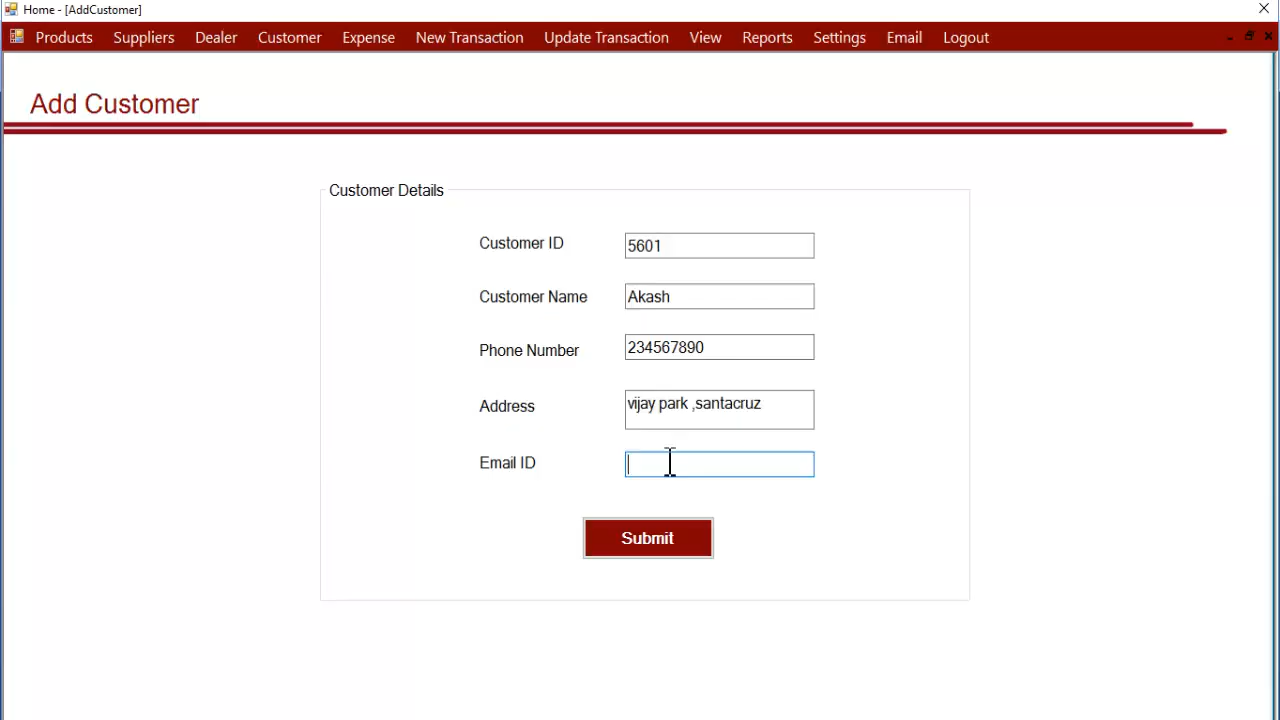 Home - [AddCustomer]
Products Suppliers Dealer Customer Expense New Transaction Update Transaction View Reports Settings Email Logout
Add Customer
Customer Details
Customer ID 5601
Customer Name Akash
Phone Number 234567890
Address vijay park ,santacruz
Email ID
Submit